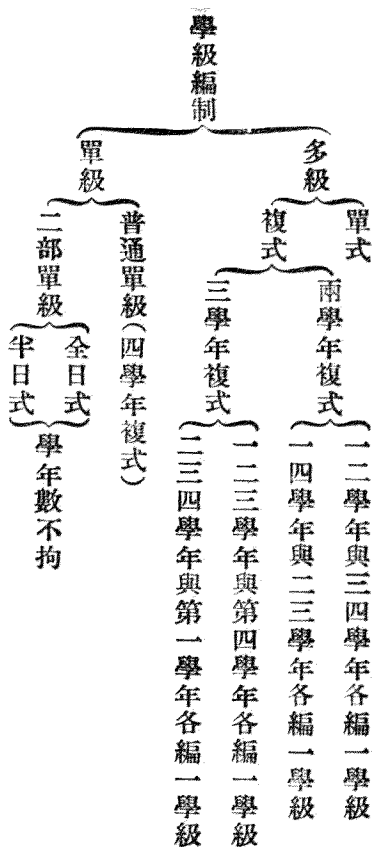 學級編制
多級
單式
複式
兩學年複式
一二學年與三四學年各編一學級
一四學年與二三學年各編一學級
三學年複式
一二三學年與第四學年各編一學級
二三四學年與第一學年各編一學級
單級
普通單級(四學年複式)
二部單級
全日式
半日式
學年數不拘